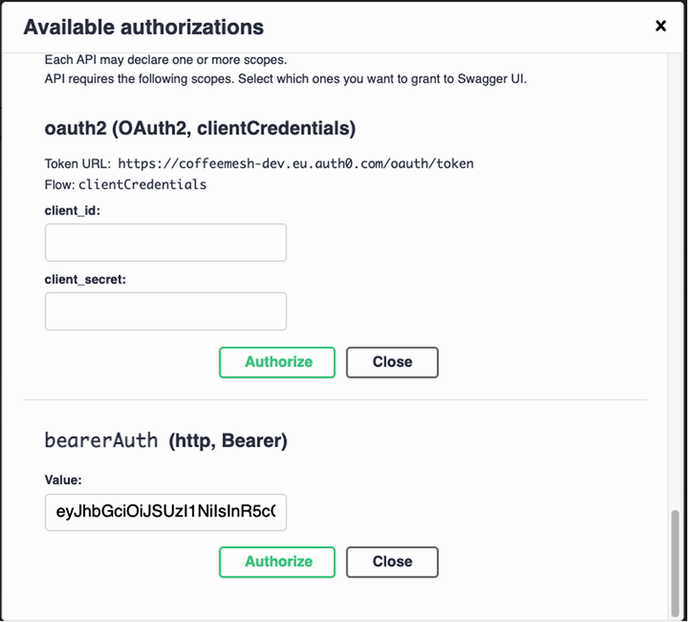 Available authorizations
×
Each API may declare one or more scopes.
API requires the following scopes. Select which ones you want to grant to Swagger UI.
oauth2 (OAuth2, clientCredentials)
Token URL: https://coffeemesh-dev.eu.auth0.com/oauth/token
Flow: clientCredentials
client_id:
client_secret:
Authorize Close
bearerAuth (http, Bearer)
Value:
eyJhbGciOiJSUzI1NiIsInR5c(
Authorize Close